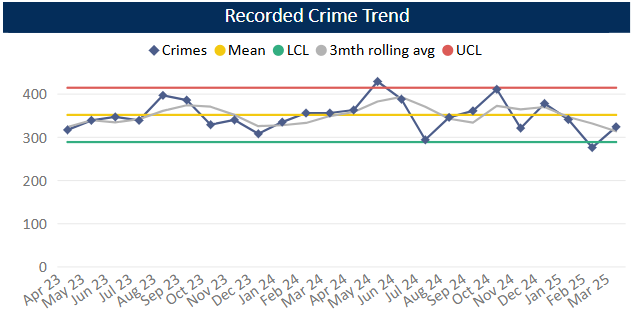 Recorded Crime Trend
Crimes Mean LCL 3mth rolling avg UCL
400
300
200
100
0
Apr 23 May 23 Jun 23 Jul 23 Aug 23 Sep 23 Oct 23 Nov 23 Dec 23 Jan 24 Feb 24 Mar 24 Apr 24 May 24 Jun 24 Jul 24 Aug 24 Sep 24 Oct 24 Nov 24 Dec 24 Jan 25 Feb 25 Mar 25